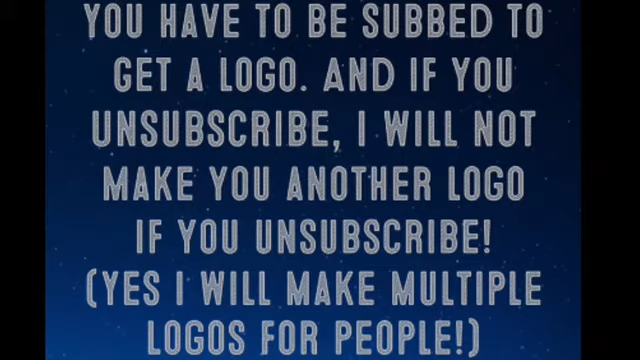 YOU HAVE TO BE SUBBED TO
GET A LOGO. AND IF YOU
UNSUBSCRIBE, I WILL NOT
MAKE YOU ANOTHER LOGO
IF YOU UNSUBSCRIBE!
(YES I WILL MAKE MULTIPLE
LOGOS FOR PEOPLE!)